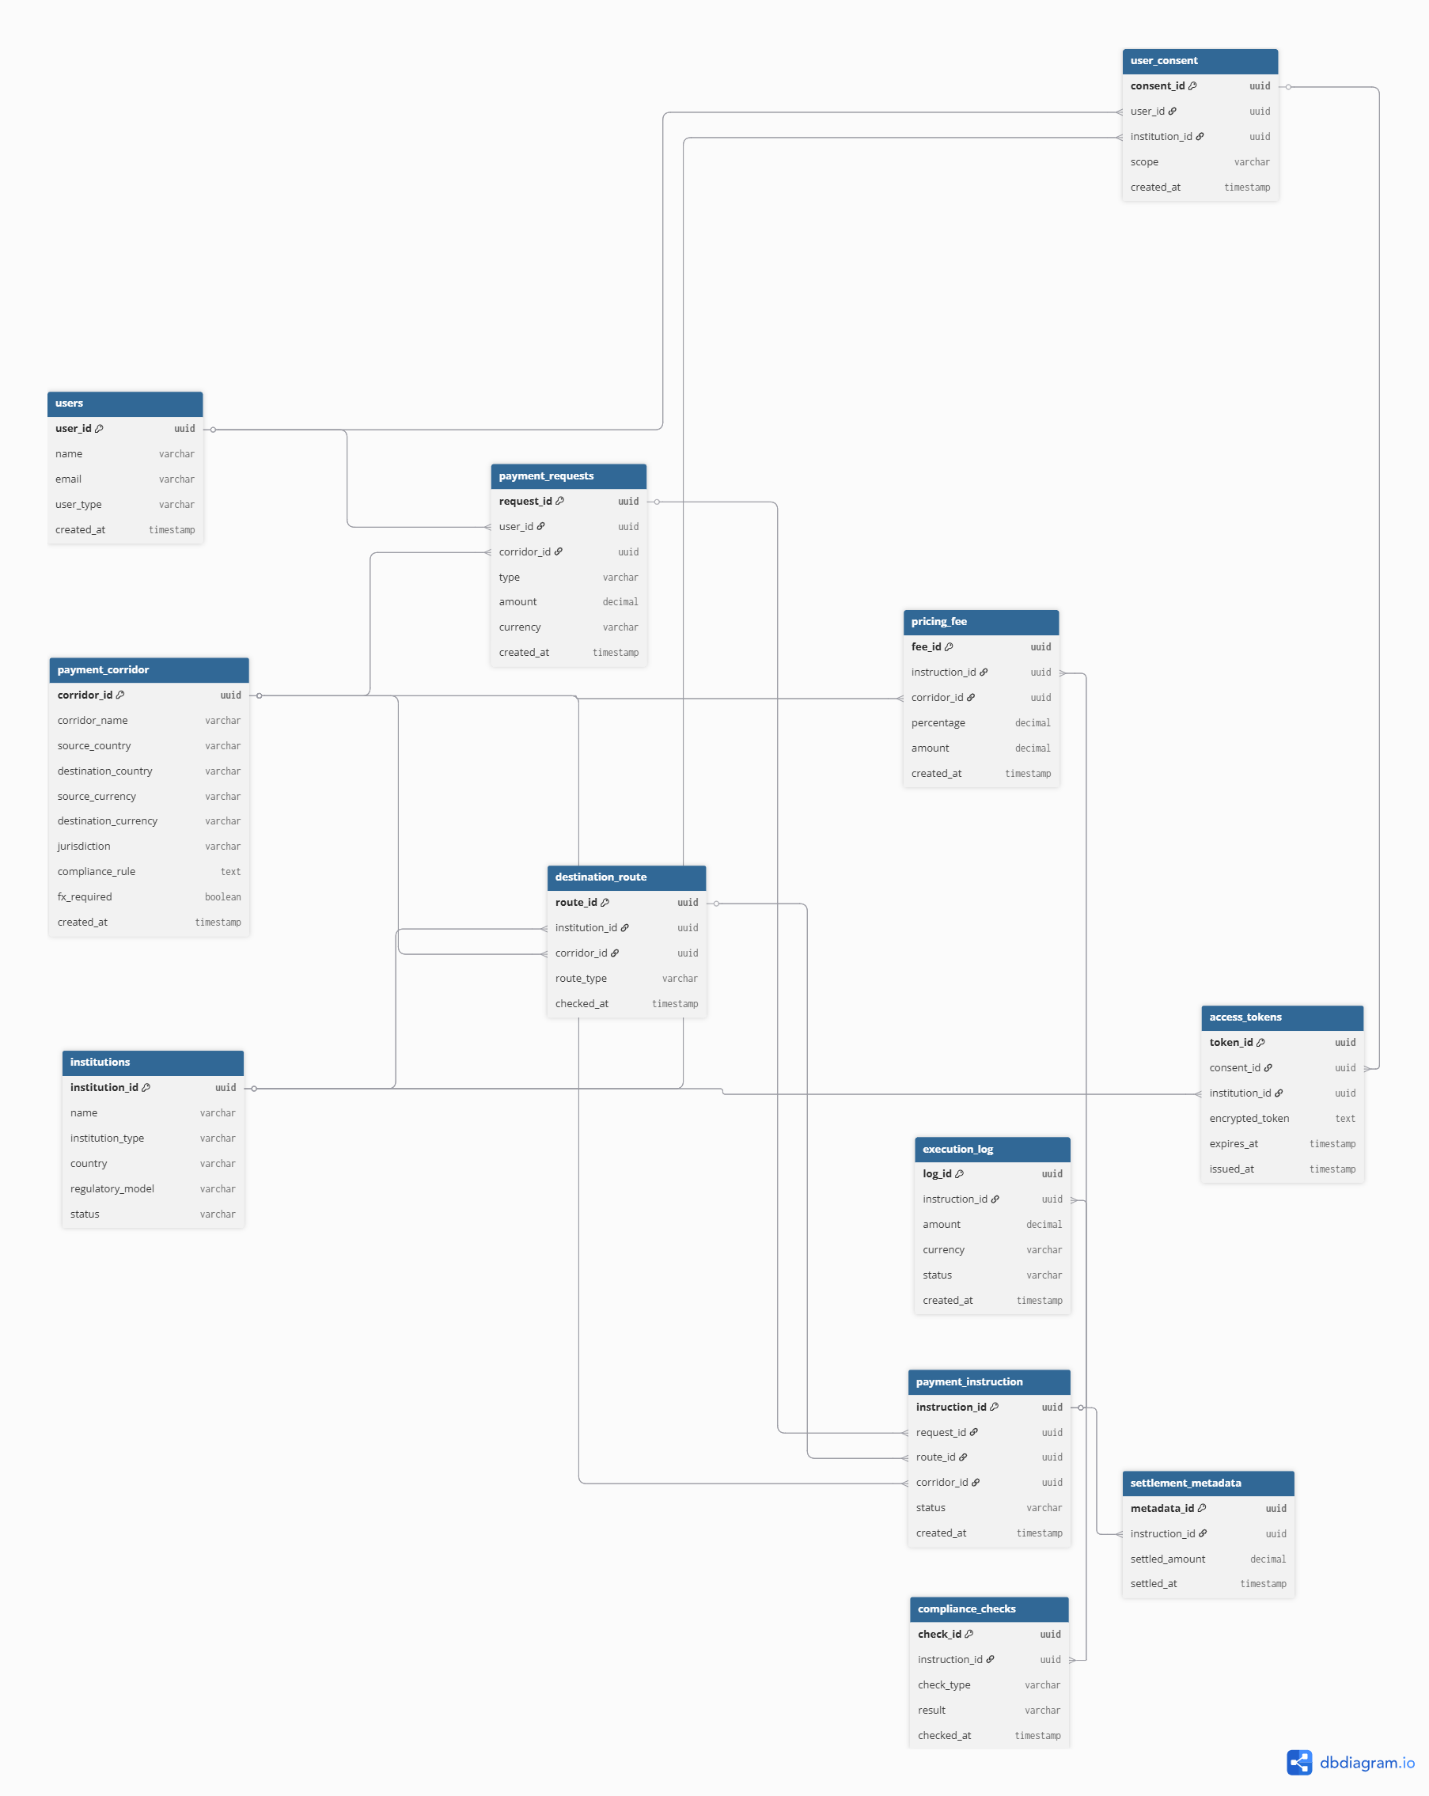 user_consent
consent_id uuid
user_id uuid
institution_id uuid
scope varchar
created_at timestamp
users
user_id uuid
name varchar
email varchar
user_type varchar
created_at timestamp
payment_requests
request_id uuid
user_id uuid
corridor_id uuid
type varchar
amount decimal
currency varchar
created_at timestamp
pricing_fee
fee_id uuid
instruction_id uuid
corridor_id uuid
percentage decimal
amount decimal
created_at timestamp
payment_corridor
corridor_id uuid
corridor_name varchar
source_country varchar
destination_country varchar
source_currency varchar
destination_currency varchar
jurisdiction varchar
compliance_rule text
fx_required boolean
created_at timestamp
destination_route
route_id uuid
institution_id uuid
corridor_id uuid
route_type varchar
checked_at timestamp
access_tokens
token_id uuid
consent_id uuid
institution_id uuid
encrypted_token text
expires_at timestamp
issued_at timestamp
institutions
institution_id uuid
name varchar
institution_type varchar
country varchar
regulatory_model varchar
status varchar
execution_log
log_id uuid
instruction_id uuid
amount decimal
currency varchar
status varchar
created_at timestamp
payment_instruction
instruction_id uuid
request_id uuid
route_id uuid
corridor_id uuid
status varchar
created_at timestamp
settlement_metadata
metadata_id uuid
instruction_id uuid
settled_amount decimal
settled_at timestamp
compliance_checks
check_id uuid
instruction_id uuid
check_type varchar
result varchar
checked_at timestamp
dbdiagram.io